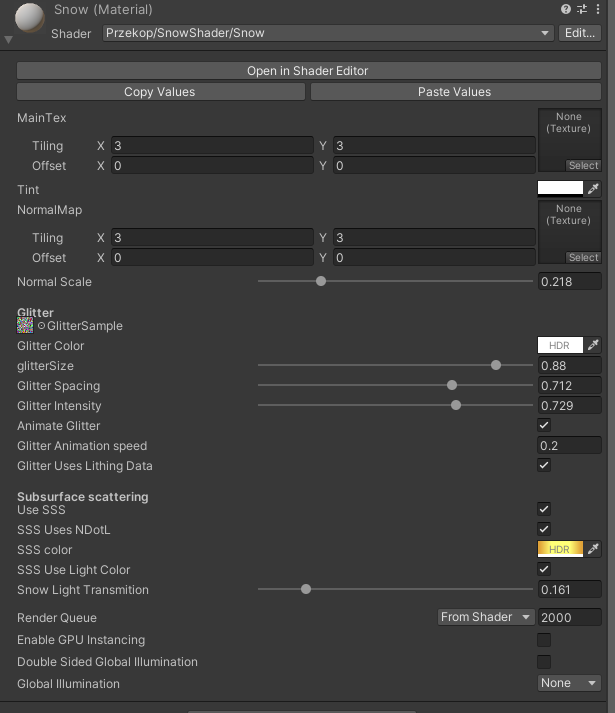 Snow (Material)
Shader Przekop/SnowShader/Snow Edit...
Open in Shader Editor
Copy Values Paste Values
MainTex None
(Texture)
Tiling X 3 Y 3
Offset X 0 Y 0 Select
Tint
NormalMap None
(Texture)
Tiling X 3 Y 3
Offset X 0 Y 0 Select
Normal Scale 0.218
Glitter
GlitterSample
Glitter Color HDR
glitterSize 0.88
Glitter Spacing 0.712
Glitter Intensity 0.729
Animate Glitter
Glitter Animation speed 0.2
Glitter Uses Lithing Data
Subsurface scattering
Use SSS
SSS Uses NDotL
SSS color HDR
SSS Use Light Color
Snow Light Transmition 0.161
Render Queue From Shader 2000
Enable GPU Instancing
Double Sided Global Illumination
Global Illumination None